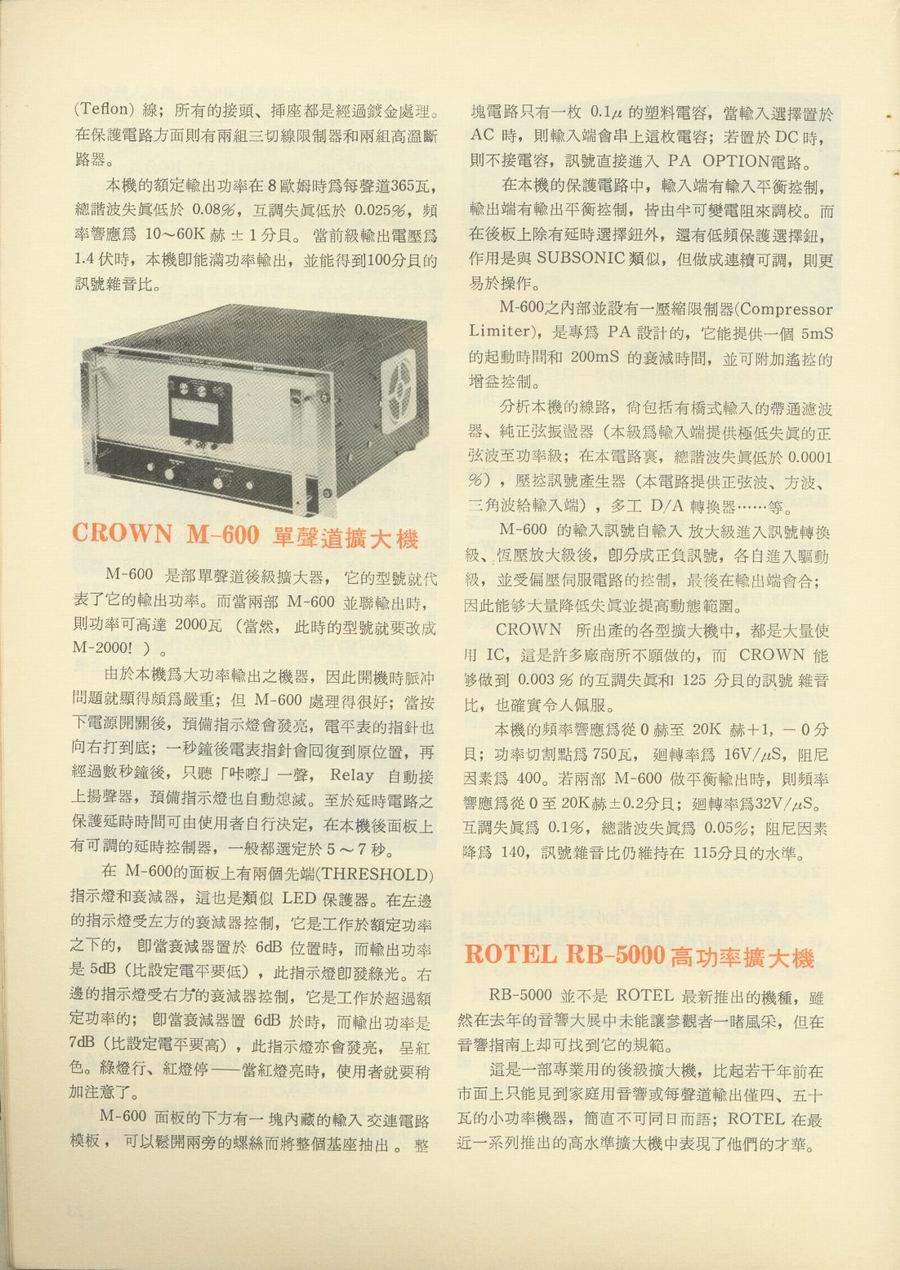 (Teflon) 線；所有的接頭、挿座都是經過鍍金處理。
在保護電路方面則有兩組三切線限制器和兩組高溫斷
路器。
本機的額定輸出功率在 8 歐姆時爲每聲道365瓦，
總諧波失眞低於 0.08%，互調失眞低於 0.025%，頻
率響應爲 10～60K 赫 ± 1 分貝。 當前級輸出電壓爲
1.4 伏時，本機卽能滿功率輸出，並能得到100分貝的
訊號雜音比。
CROWN M-600 單聲道擴大機
M-600 是部單聲道後級擴大器， 它的型號就代
表了它的輸出功率。而當兩部 M-600 並聯輸出時，
則功率可高達 2000瓦 （當然， 此時的型號就要改成
M-2000! ）。
由於本機爲大功率輸出之機器，因此開機時脈冲
問題就顯得頗爲嚴重；但 M-600 處理得很好；當按
下電源開關後，預備指示燈會發亮，電平表的指針也
向右打到底；一秒鐘後電表指針會回復到原位置，再
經過數秒鐘後，只聽「咔嚓」一聲， Relay 自動接
上揚聲器，預備指示燈也自動熄滅。至於延時電路之
保護延時時間可由使用者自行決定，在本機後面板上
有可調的延時控制器，一般都選定於 5 ～ 7 秒。
在 M-600的面板上有兩個先端(THRESHOLD)
指示燈和衰減器，這也是類似 LED 保護器。在左邊
的指示燈受左方的衰減器控制，它是工作於額定功率
之下的， 卽當衰減器置於 6dB 位置時，而輸出功率
是 5dB（比設定電平要低），此指示燈卽發綠光。右
邊的指示燈受右方的衰減器控制，它是工作於超過額
定功率的； 卽當衰減器置 6dB 於時，而輸出功率是
7dB（比設定電平要高），此指示燈亦會發亮， 呈紅
色。綠燈行、紅燈停——當紅燈亮時，使用者就要稍
加注意了。
M-600 面板的下方有一 塊內藏的輸入 交連電路
模板， 可以鬆開兩旁的螺絲而將整個基座抽出 。 整
塊電路只有一枚 0.1μ 的塑料電容，當輸入選擇置於
AC 時，則輸入端會串上這枚電容；若置於 DC 時，
則不接電容，訊號直接進入 PA OPTION電路。
在本機的保護電路中，輸入端有輸入平衡控制，
輸出端有輸出平衡控制，皆由半可變電阻來調校。而
在後板上除有延時選擇鈕外，還有低頻保護選擇鈕，
作用是與 SUBSONIC 類似，但做成連續可調，則更
易於操作。
M-600之內部並設有一壓縮限制器(Compressor
Limiter)，是專爲 PA 設計的，它能提供一個 5mS
的起動時間和 200mS 的衰減時間，並可附加遙控的
增益控制。
分析本機的線路，尙包括有橋式輸入的帶通濾波
器、純正弦振盪器（本級爲輸入端提供極低失眞的正
弦波至功率級；在本電路裏，總諧波失眞低於 0.0001
%），壓控訊號產生器（本電路提供正弦波、方波、
三角波給輸入端），多工 D/A 轉換器……等。
M-600 的輸入訊號自輸入 放大級進入訊號轉換
級、恆壓放大級後，卽分成正負訊號，各自進入驅動
級，並受偏壓伺服電路的控制，最後在輸出端會合；
因此能够大量降低失眞並提高動態範圍。
CROWN 所出產的各型擴大機中，都是大量使
用 IC，這是許多廠商所不願做的，而 CROWN 能
够做到 0.003 % 的互調失眞和 125 分貝的訊號 雜音
比，也確實令人佩服。
本機的頻率響應爲從 0 赫至 20K 赫＋1, － 0 分
貝；功率切割點爲 750瓦， 廻轉率爲 16V/μS，阻尼
因素爲 400。若兩部 M-600 做平衡輸出時，則頻率
響應爲從 0 至 20K赫±0.2分貝；廻轉率爲32V/μS。
互調失眞爲 0.1%，總諧波失眞爲 0.05%；阻尼因素
降爲 140，訊號雜音比仍維持在 115分貝的水準。
ROTEL RB-5000 高功率擴大機
RB-5000 並不是 ROTEL 最新推出的機種，雖
然在去年的音響大展中未能讓參觀者一睹風采，但在
音響指南上却可找到它的規範。
這是一部專業用的後級擴大機，比起若干年前在
市面上只能見到家庭用音響或每聲道輸出僅四、五十
瓦的小功率機器，簡直不可同日而語；ROTEL 在最
近一系列推出的高水準擴大機中表現了他們的才華。